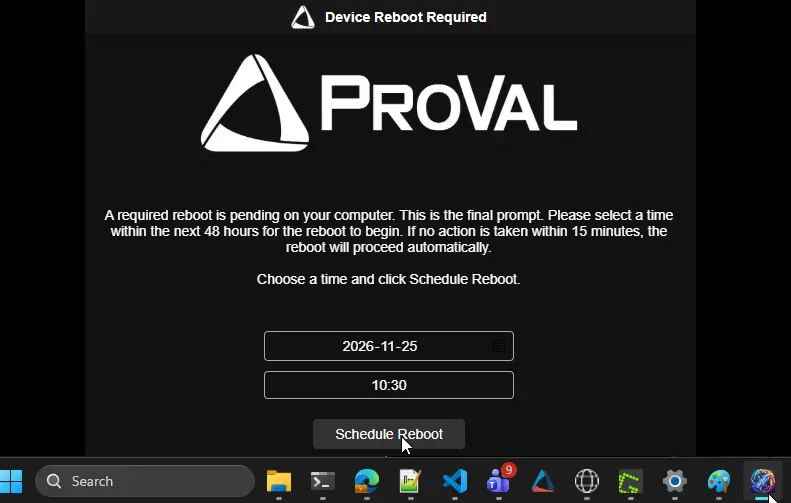 Device Reboot Required
PROVAL
A required reboot is pending on your computer. This is the final prompt. Please select a time
within the next 48 hours for the reboot to begin. If no action is taken within 15 minutes, the
reboot will proceed automatically.
Choose a time and click Schedule Reboot.
2026-11-25
10:30
Schedule Reboot
Search
9